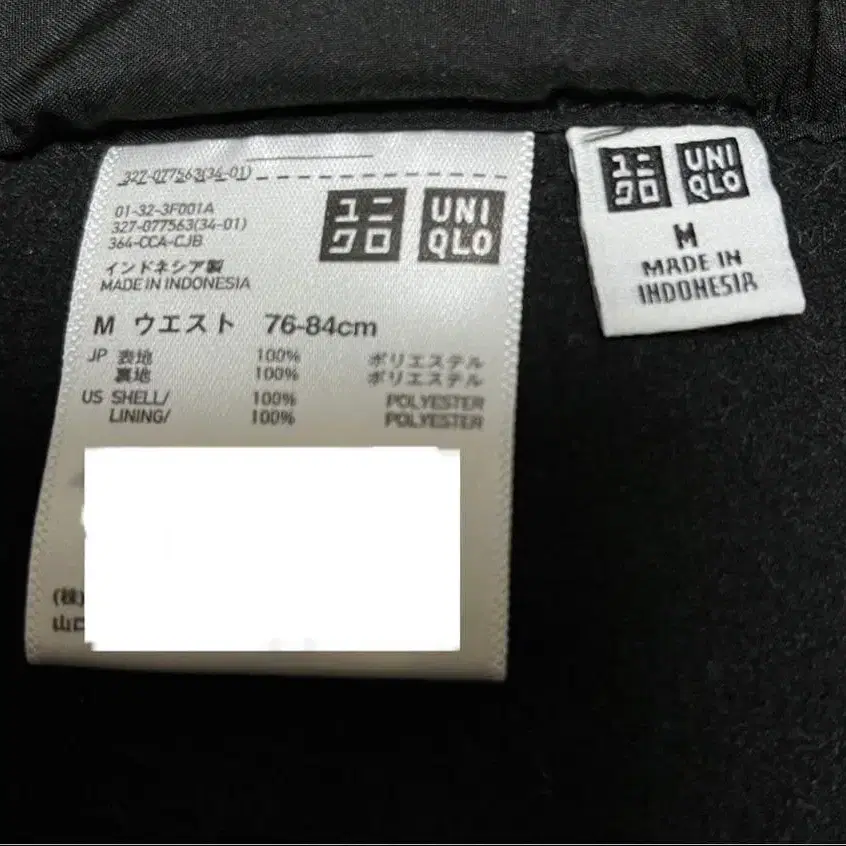 327-077563(34-01)
01-32-3F001A
327-077563(34-01)
364-CCA-CJB
インドネシア製
MADE IN INDONESIA
ユニ
クロ
UNI
QLO
M ウエスト 76-84cm
JP 表地 100% ポリエステル
裏地 100% ポリエステル
US SHELL/ 100% POLYESTER
LINING/ 100% POLYESTER
(株)
山口
ユニ
クロ
UNI
QLO
M
MADE IN
INDONESIA